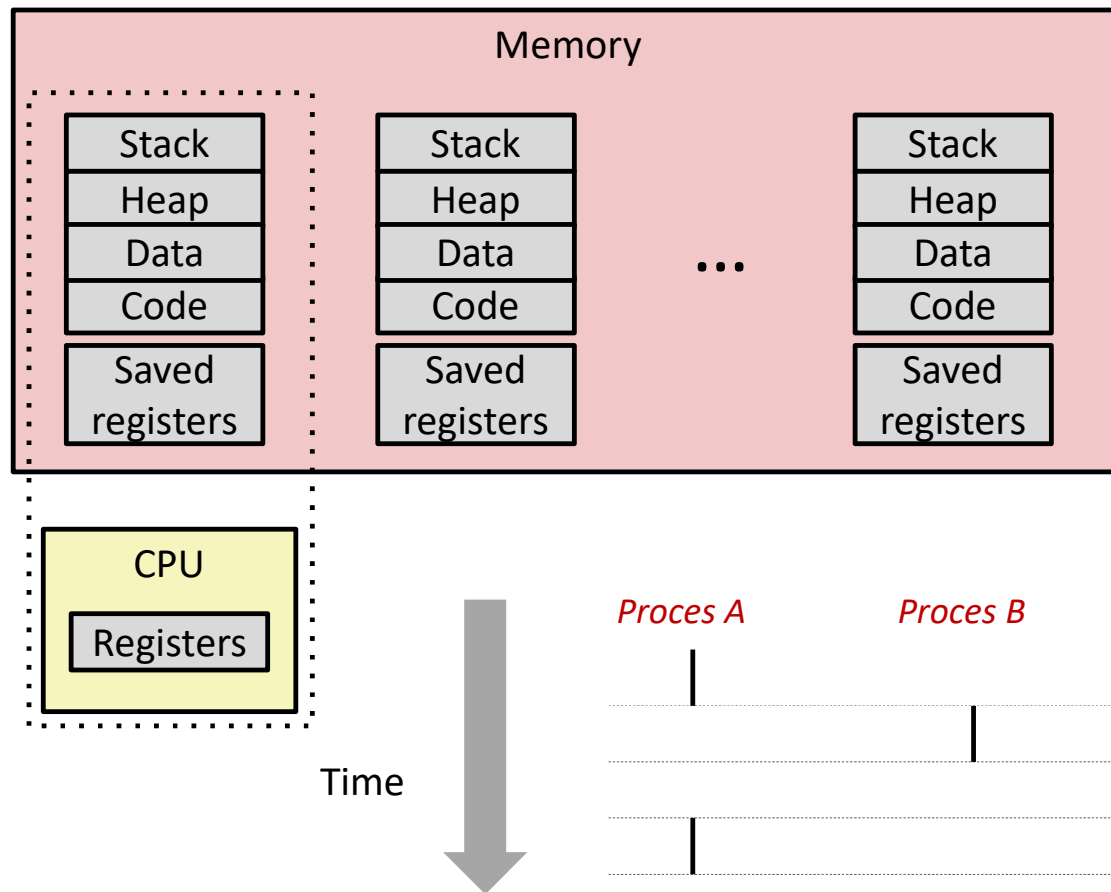 Memory
Stack
Heap
Data
Code
Saved
registers
Stack
Heap
Data
Code
Saved
registers
...
Stack
Heap
Data
Code
Saved
registers
CPU
Registers
Time
Proces A
Proces B